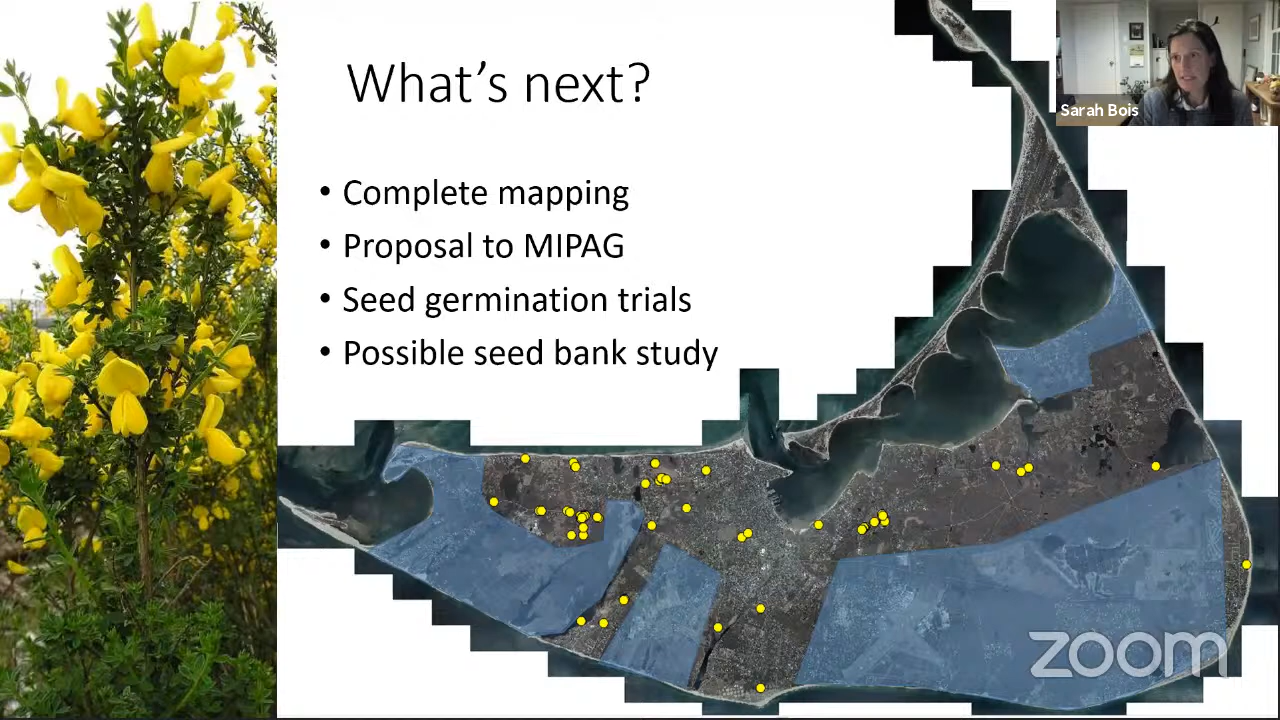 What's next?
Sarah Bois
• Complete mapping
• Proposal to MIPAG
• Seed germination trials
• Possible seed bank study
zoom